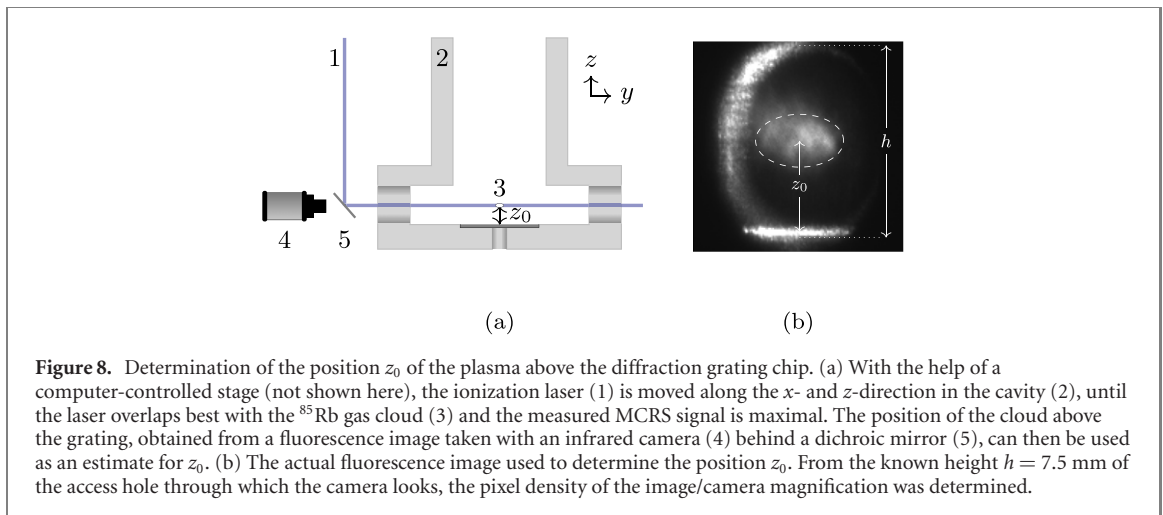 1
2
z
y
3
z₀
4
5
h
z₀
(a)
(b)
Figure 8. Determination of the position z₀ of the plasma above the diffraction grating chip. (a) With the help of a
computer-controlled stage (not shown here), the ionization laser (1) is moved along the x- and z-direction in the cavity (2), until
the laser overlaps best with the ⁸⁵Rb gas cloud (3) and the measured MCRS signal is maximal. The position of the cloud above
the grating, obtained from a fluorescence image taken with an infrared camera (4) behind a dichroic mirror (5), can then be used
as an estimate for z₀. (b) The actual fluorescence image used to determine the position z₀. From the known height h = 7.5 mm of
the access hole through which the camera looks, the pixel density of the image/camera magnification was determined.